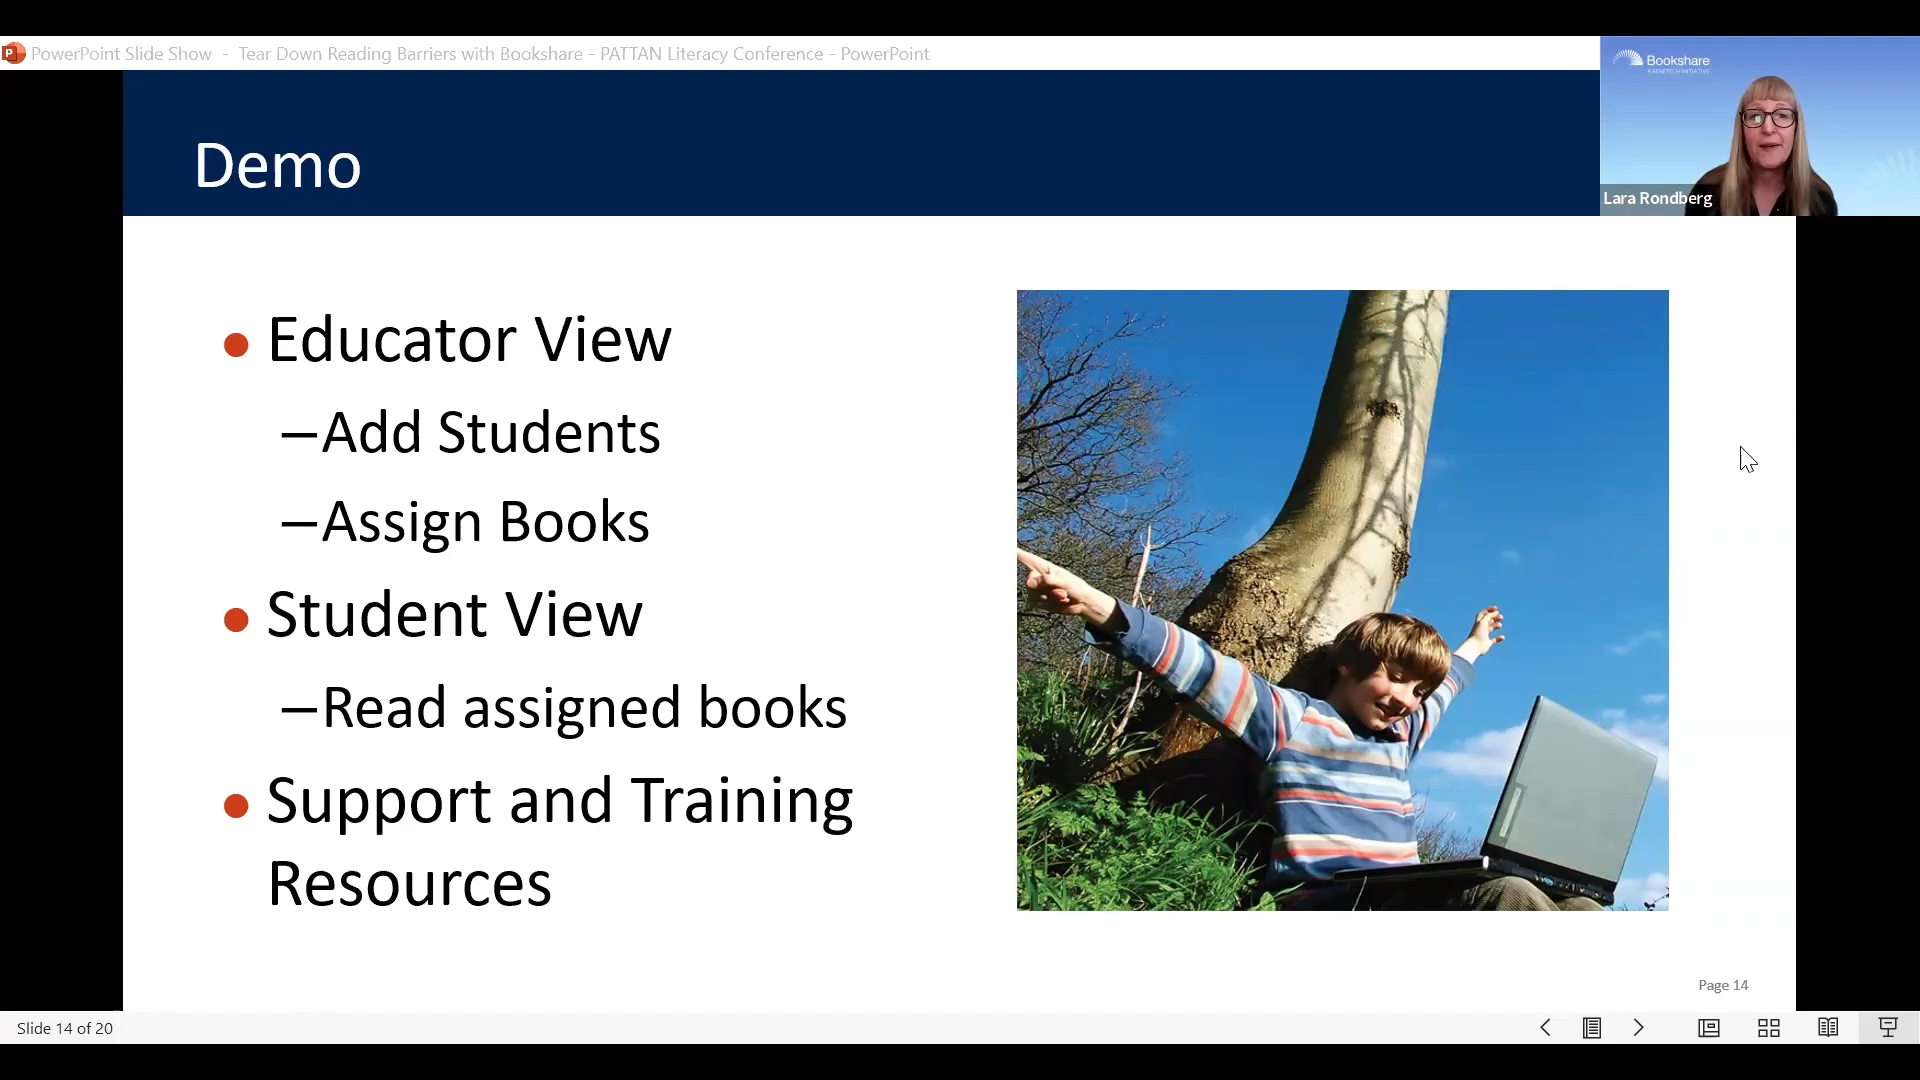 PowerPoint Slide Show - Tear Down Reading Barriers with Bookshare - PATTAN Literacy Conference - PowerPoint
Bookshare
A BENETECH INITIATIVE
Lara Rondberg
Demo
● Educator View
–Add Students
–Assign Books
● Student View
–Read assigned books
● Support and Training
Resources
Page 14
Slide 14 of 20